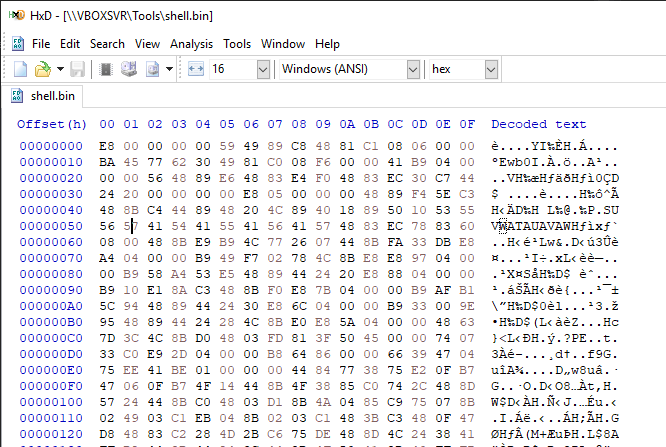 HxD - [\\VBOXSVR\Tools\shell.bin]
File Edit Search View Analysis Tools Window Help
16 Windows (ANSI) hex
shell.bin
Offset(h) 00 01 02 03 04 05 06 07 08 09 0A 0B 0C 0D 0E 0F Decoded text
00000000 E8 00 00 00 00 59 49 89 C8 48 81 C1 08 06 00 00 è....YI‰ÈH.Á....
00000010 BA 45 77 62 30 49 81 C0 08 F6 00 00 41 B9 04 00 ºEwb0I.À.ö..A¹..
00000020 00 00 56 48 89 E6 48 83 E4 F0 48 83 EC 30 C7 44 ..VH‰æHƒäðHƒì0ÇD
00000030 24 20 00 00 00 00 E8 05 00 00 00 48 89 F4 5E C3 $ ....è....H‰ô^Ã
00000040 48 8B C4 44 89 48 20 4C 89 40 18 89 50 10 53 55 H‹ÄD‰H L‰@.‰P.SU
00000050 56 57 41 54 41 55 41 56 41 57 48 83 EC 78 83 60 VWATAUAVAWHƒìxƒ`
00000060 08 00 48 8B E9 B9 4C 77 26 07 44 8B FA 33 DB E8 ..H‹é¹Lw&.D‹ú3Ûè
00000070 A4 04 00 00 B9 49 F7 02 78 4C 8B E8 E8 97 04 00 ¤...¹I÷.xL‹èè—..
00000080 00 B9 58 A4 53 E5 48 89 44 24 20 E8 88 04 00 00 .¹X¤SåH‰D$ èˆ...
00000090 B9 10 E1 8A C3 48 8B F0 E8 7B 04 00 00 B9 AF B1 ¹.áŠÃH‹ðè{...¹¯±
000000A0 5C 94 48 89 44 24 30 E8 6C 04 00 00 B9 33 00 9E \”H‰D$0èl...¹3.ž
000000B0 95 48 89 44 24 28 4C 8B E0 E8 5A 04 00 00 48 63 •H‰D$(L‹àèZ...Hc
000000C0 7D 3C 4C 8B D0 48 03 FD 81 3F 50 45 00 00 74 07 }<L‹ÐH.ý.?PE..t.
000000D0 33 C0 E9 2D 04 00 00 B8 64 86 00 00 66 39 47 04 3Àé-...¸d†..f9G.
000000E0 75 EE 41 BE 01 00 00 00 44 84 77 38 75 E2 0F B7 uîA¾....D„w8uâ.·
000000F0 47 06 0F B7 4F 14 44 8B 4F 38 85 C0 74 2C 48 8D G..·O.D‹O8…Àt,H.
00000100 57 24 44 8B C0 48 03 D1 8B 4A 04 85 C9 75 07 8B W$D‹ÀH.Ñ‹J.…Éu.‹
00000110 02 49 03 C1 EB 04 8B 02 03 C1 48 3B C3 48 0F 47 .I.Áë.‹..ÁH;ÃH.G
00000120 D8 48 83 C2 28 4D 2B C6 75 DE 48 8D 4C 24 38 41 ØHƒÂ(M+ÆuÞH.L$8A